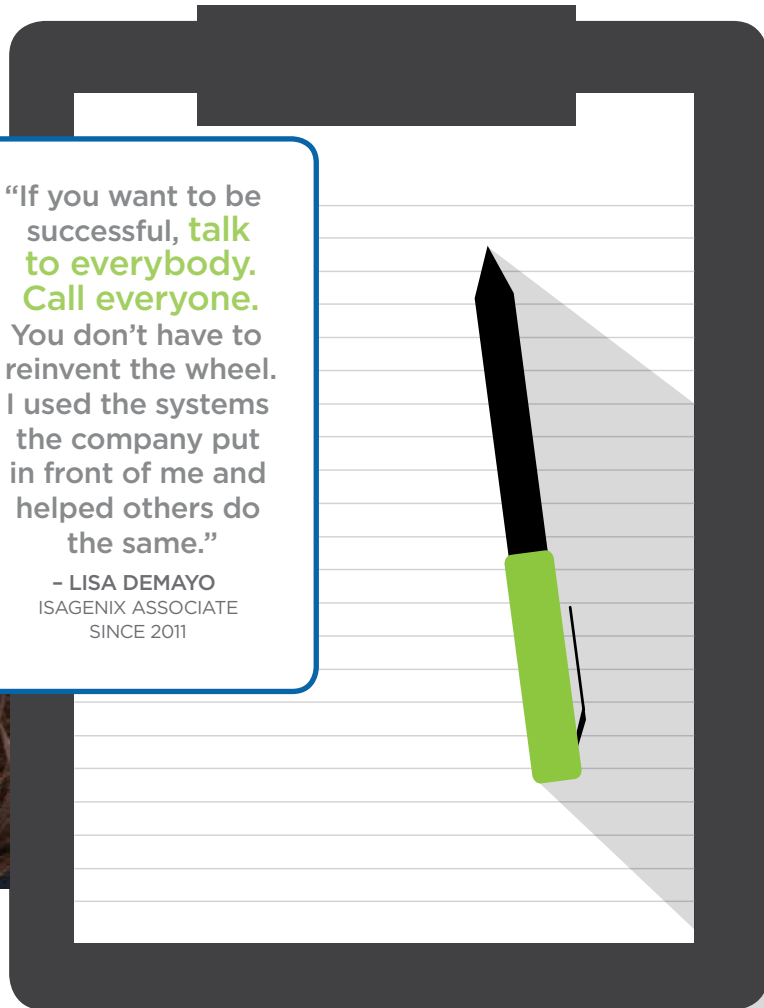 “If you want to be
successful, talk
to everybody.
Call everyone.
You don’t have to
reinvent the wheel.
I used the systems
the company put
in front of me and
helped others do
the same.”
– LISA DEMAYO
ISAGENIX ASSOCIATE
SINCE 2011